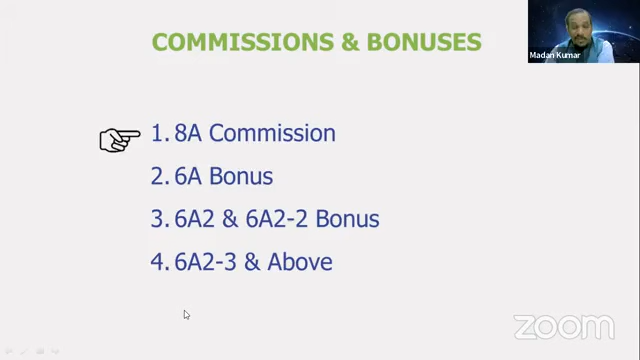 COMMISSIONS & BONUSES
Madan Kumar
1. 8A Commission
2. 6A Bonus
3. 6A2 & 6A2-2 Bonus
4. 6A2-3 & Above
zoom